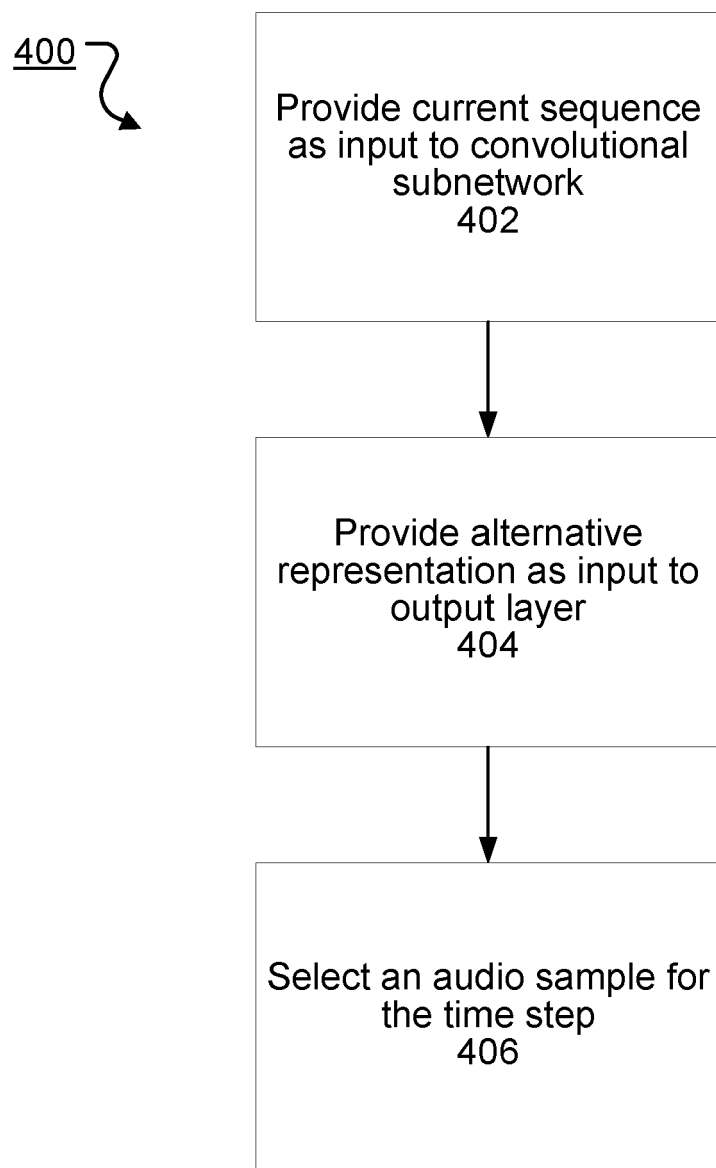 400
Provide current sequence
as input to convolutional
subnetwork
402
Provide alternative
representation as input to
output layer
404
Select an audio sample for
the time step
406